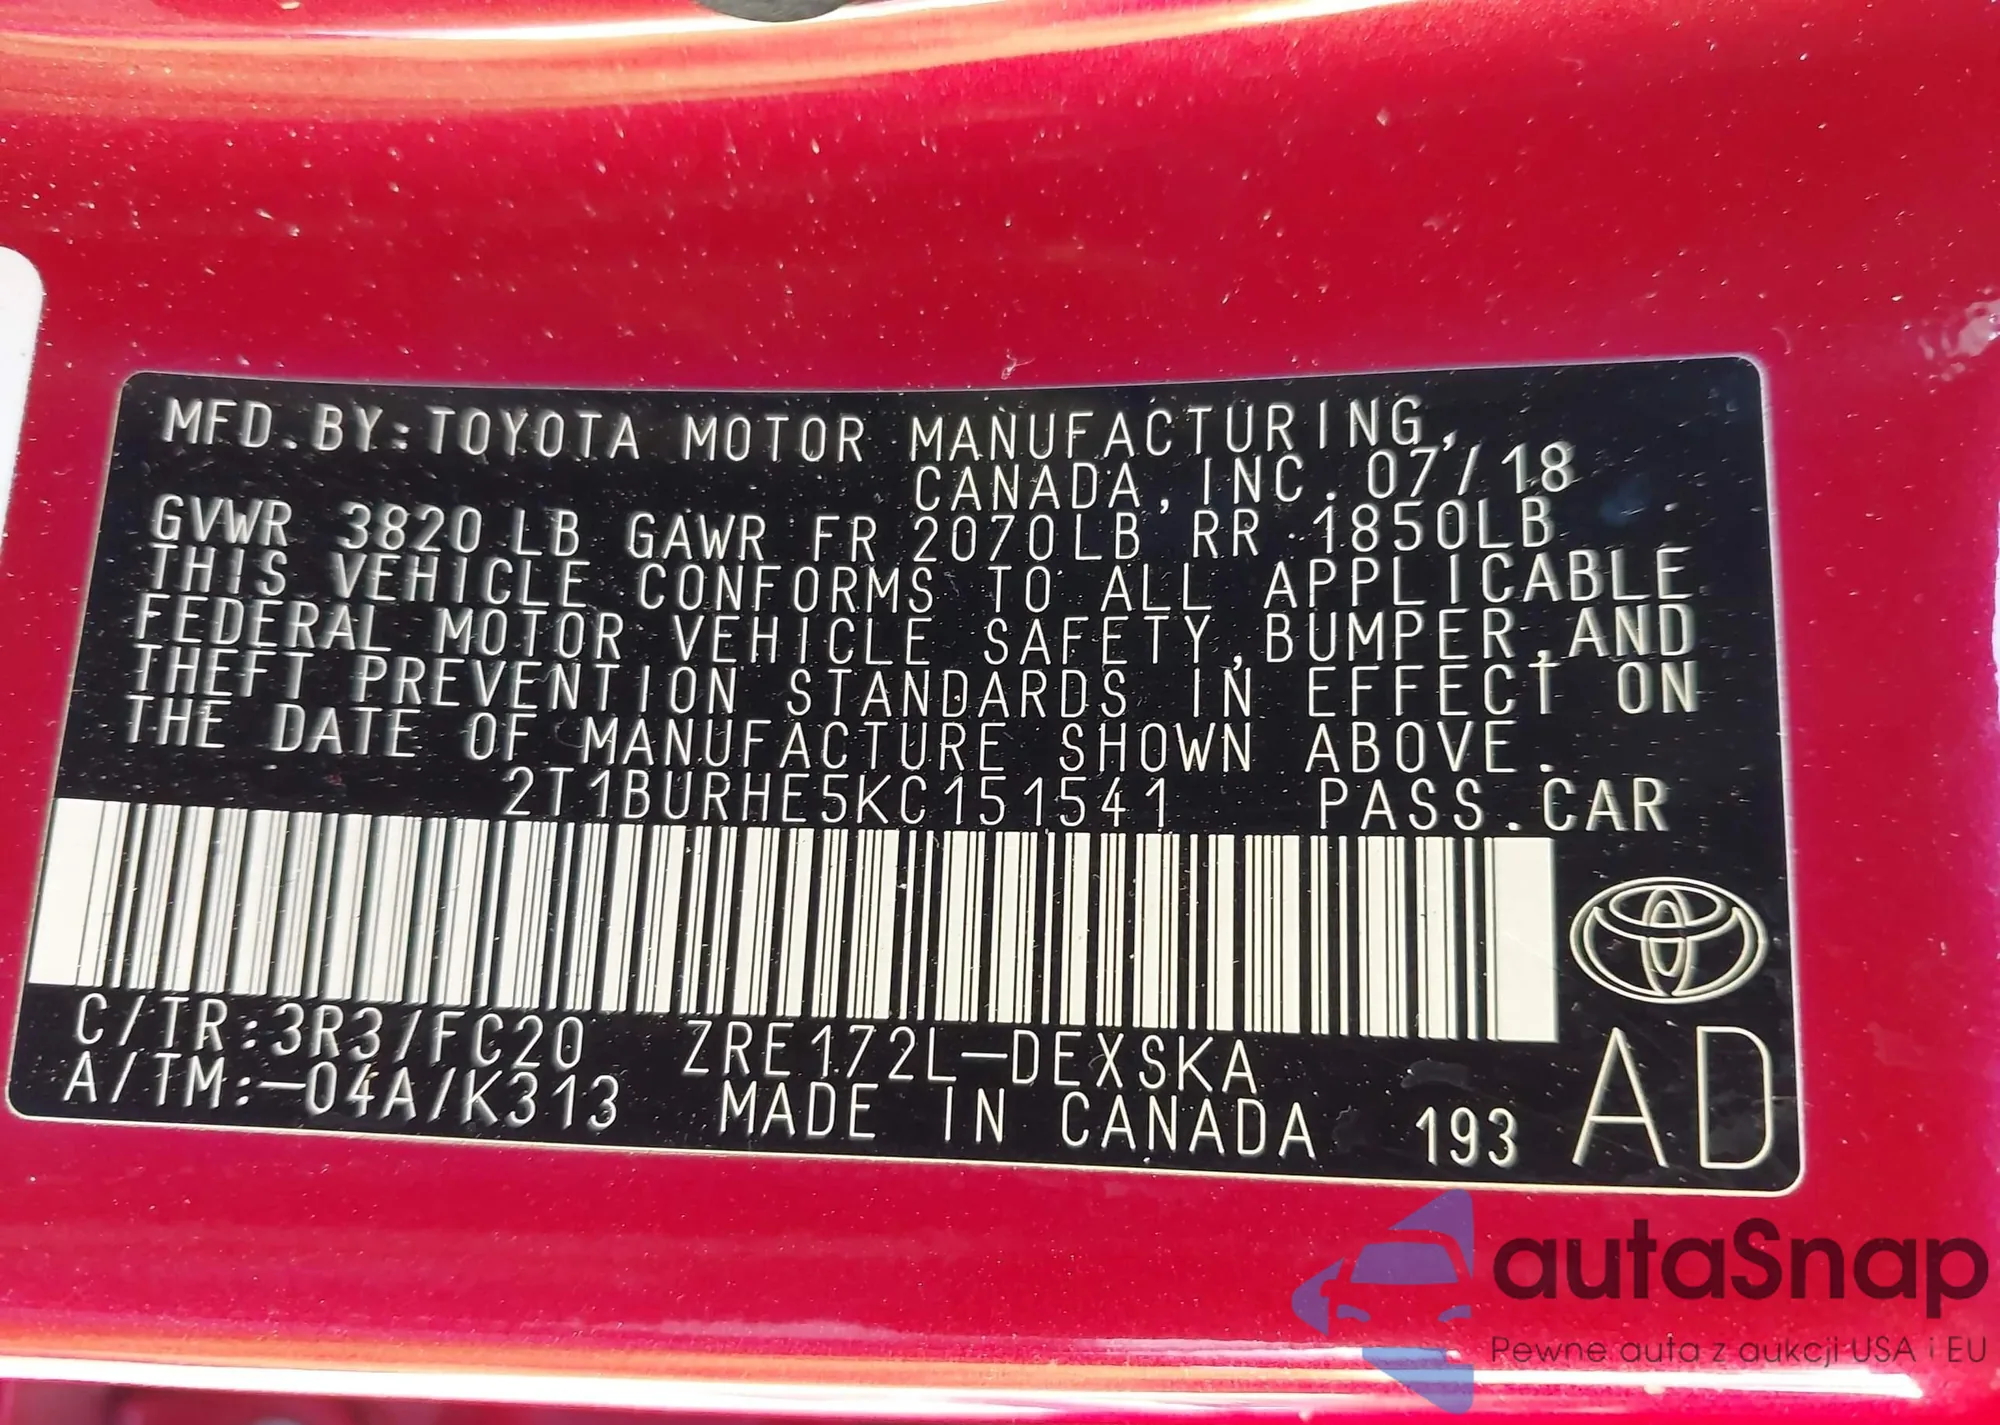 MFD.BY:TOYOTA MOTOR MANUFACTURING,
CANADA,INC.07/18
GVWR 3820LB GAWR FR 2070LB RR 1850LB
THIS VEHICLE CONFORMS TO ALL APPLICABLE
FEDERAL MOTOR VEHICLE SAFETY,BUMPER,AND
THEFT PREVENTION STANDARDS IN EFFECT ON
THE DATE OF MANUFACTURE SHOWN ABOVE.
2T1BURHE5KC151541 PASS.CAR
C/TR:3R3/FC20 ZRE172L-DEXSKA
A/TM:-04A/K313 MADE IN CANADA 193 AD
autaSnap
Pewne auta z aukcji USA i EU